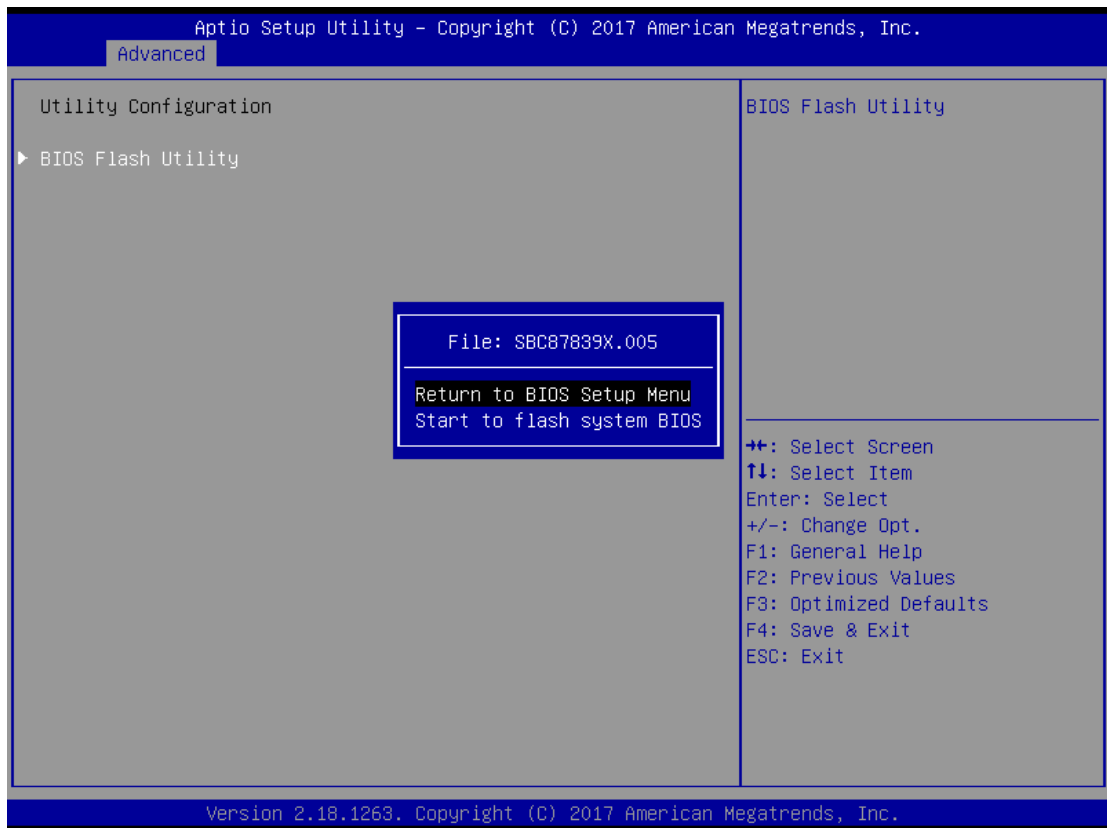 Aptio Setup Utility – Copyright (C) 2017 American Megatrends, Inc.
Advanced
Utility Configuration
► BIOS Flash Utility
BIOS Flash Utility
File: SBC87839X.005
Return to BIOS Setup Menu
Start to flash system BIOS
→←: Select Screen
↑↓: Select Item
Enter: Select
+/-: Change Opt.
F1: General Help
F2: Previous Values
F3: Optimized Defaults
F4: Save & Exit
ESC: Exit
Version 2.18.1263. Copyright (C) 2017 American Megatrends, Inc.